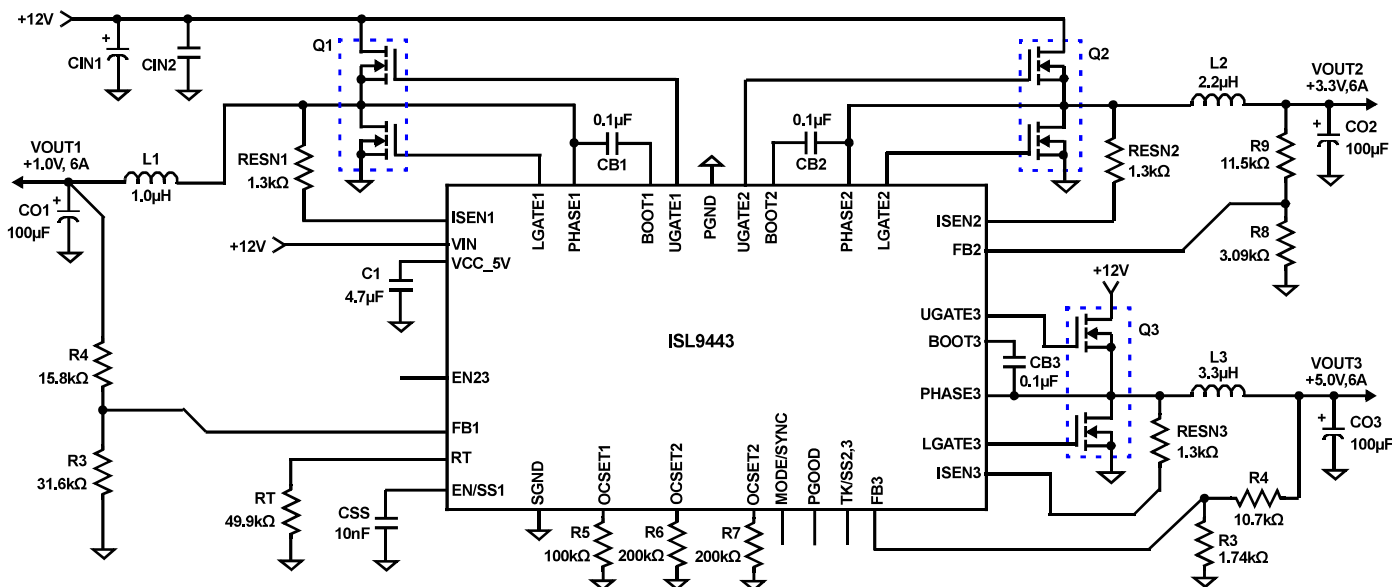 +12V
CIN1
CIN2
Q1
Q2
L2
2.2µH
VOUT2
+3.3V,6A
VOUT1
+1.0V, 6A
L1
1.0µH
RESN1
1.3kΩ
0.1µF
CB1
0.1µF
CB2
RESN2
1.3kΩ
R9
11.5kΩ
CO2
100µF
CO1
100µF
R8
3.09kΩ
LGATE1
PHASE1
BOOT1
UGATE1
PGND
UGATE2
BOOT2
PHASE2
LGATE2
+12V
ISEN1
VIN
VCC_5V
C1
4.7µF
ISEN2
FB2
+12V
ISL9443
UGATE3
BOOT3
CB3
0.1µF
Q3
L3
3.3µH
VOUT3
+5.0V,6A
R4
15.8kΩ
EN23
PHASE3
CO3
100µF
FB1
LGATE3
RESN3
1.3kΩ
R3
31.6kΩ
RT
ISEN3
RT
49.9kΩ
EN/SS1
CSS
10nF
SGND
OCSET1
OCSET2
OCSET2
MODE/SYNC
PGOOD
TK/SS2,3
FB3
R4
10.7kΩ
R3
1.74kΩ
R5
100kΩ
R6
200kΩ
R7
200kΩ